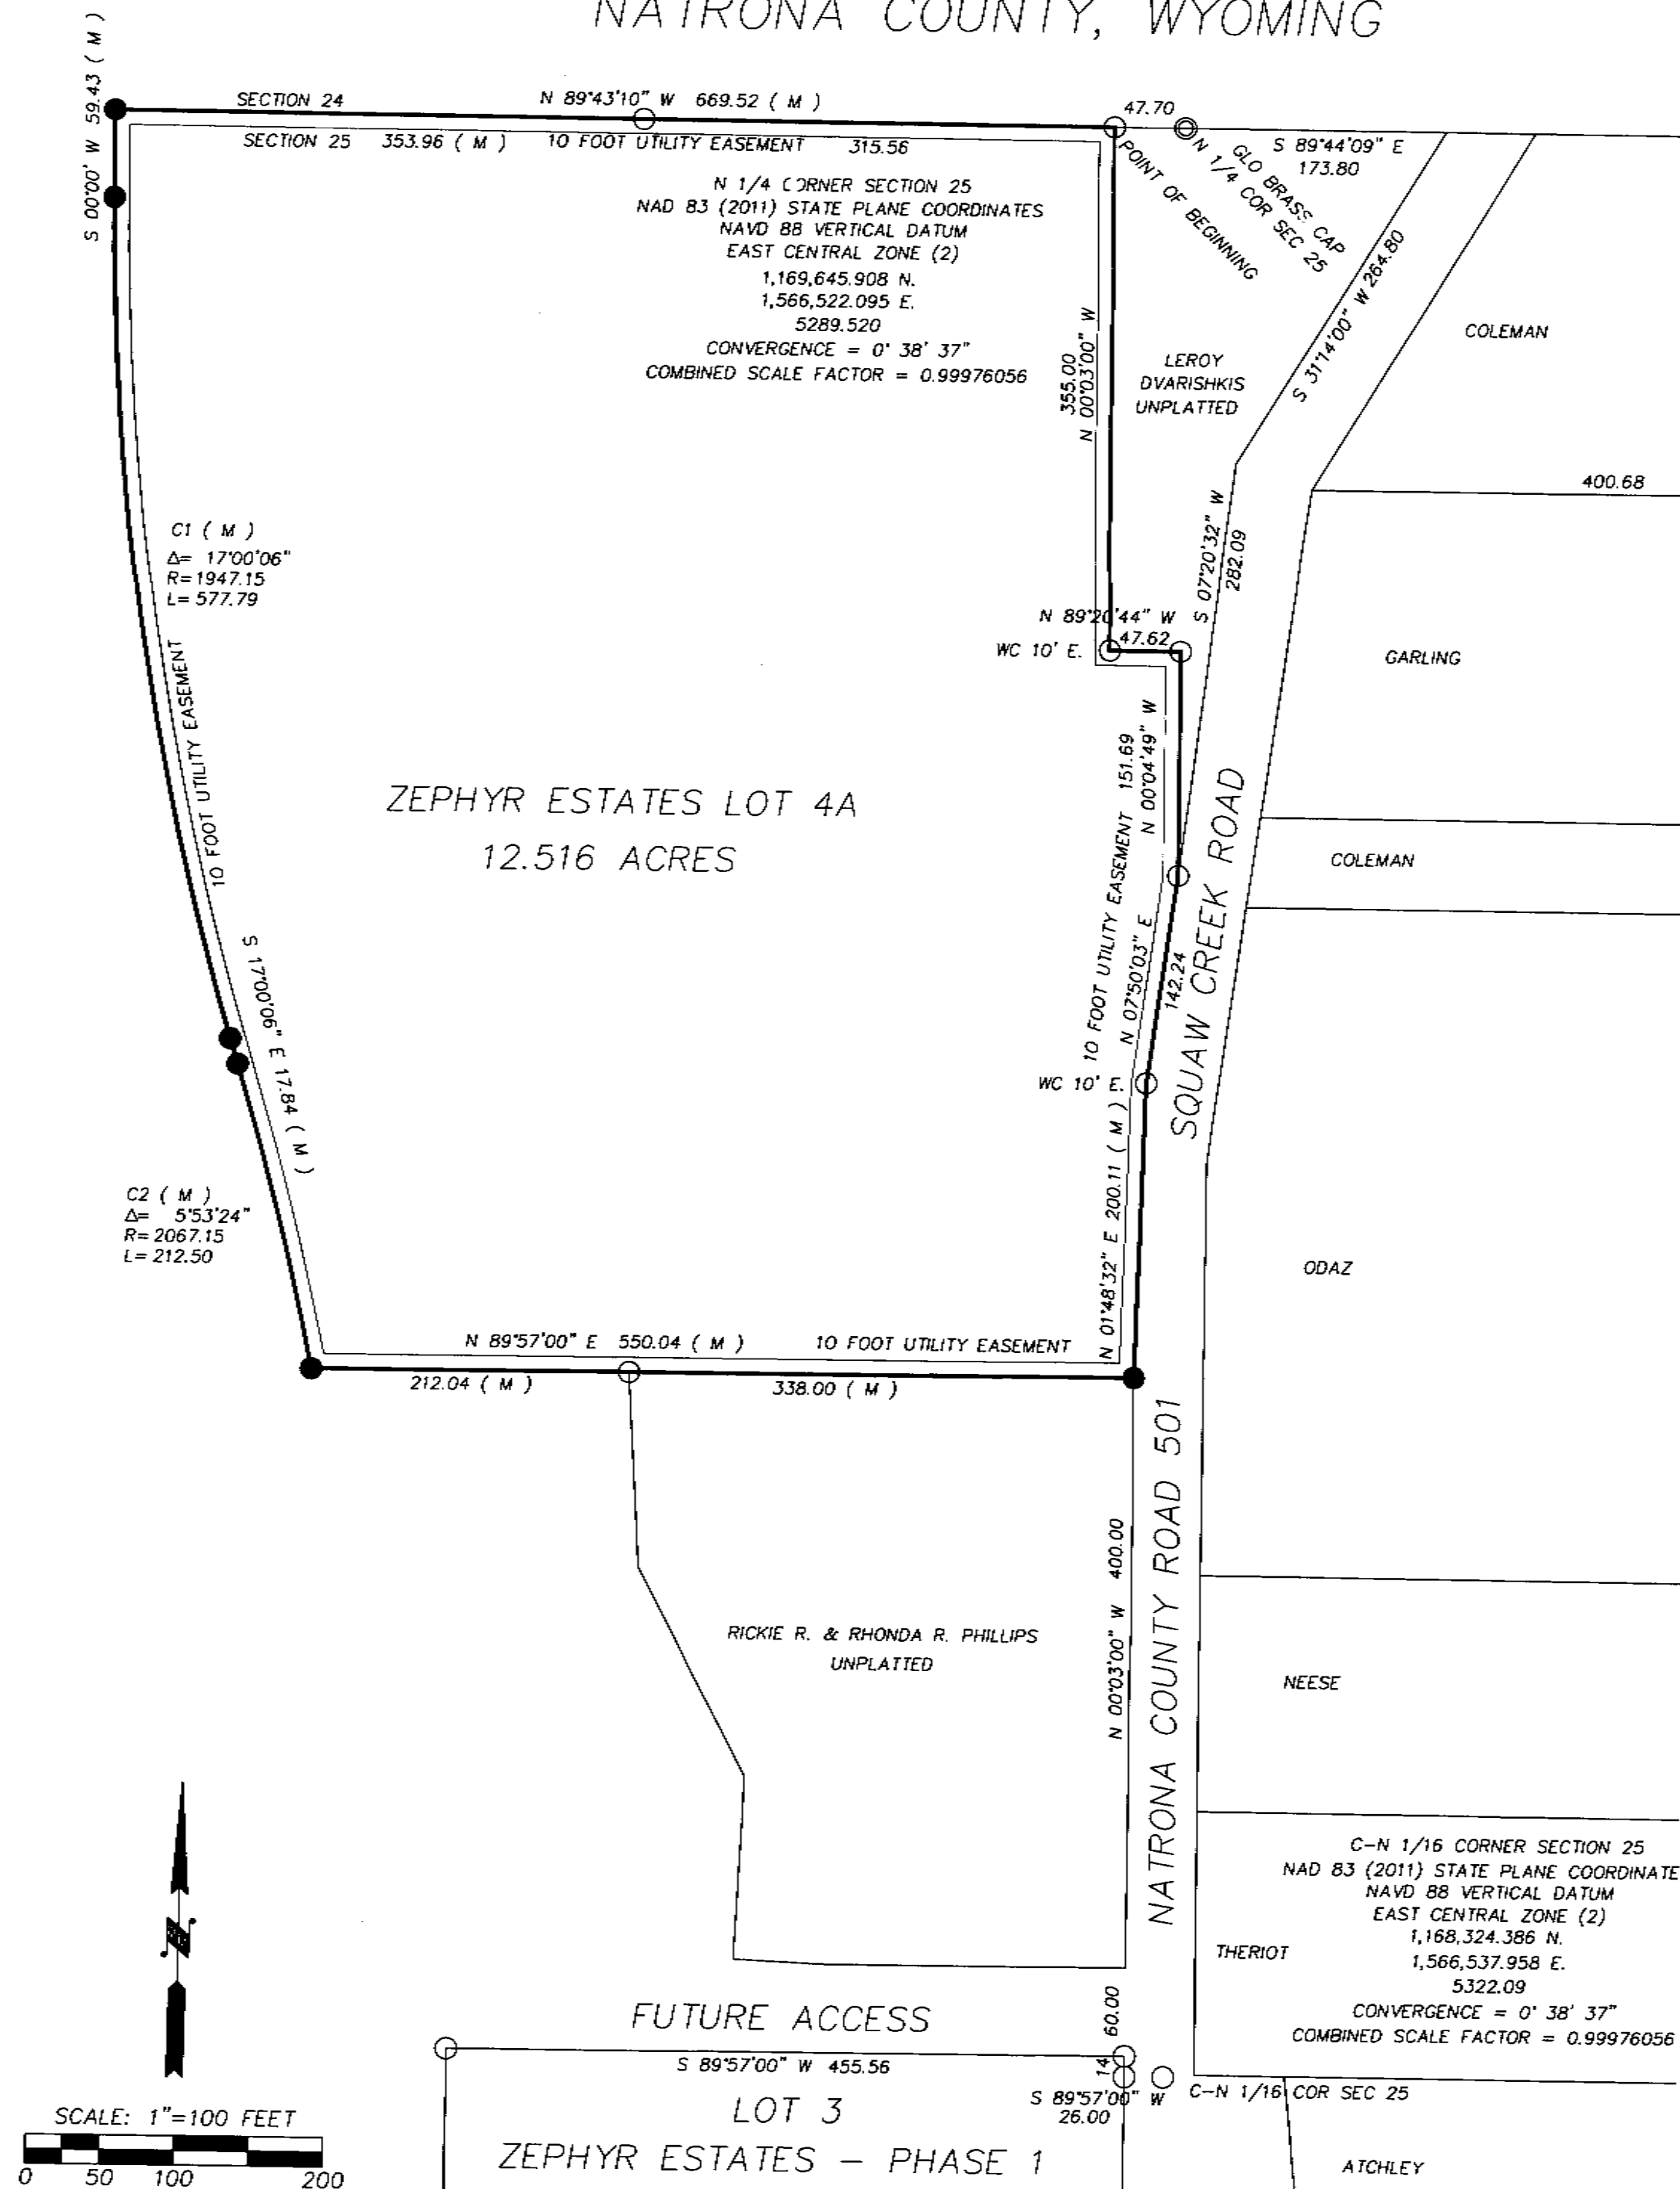 NATRONA COUNTY, WYOMING
S 00°00' W 59.43 ( M )
SECTION 24
N 89°43'10" W 669.52 ( M )
47.70
SECTION 25 353.96 ( M ) 10 FOOT UTILITY EASEMENT 315.56
S 89°44'09" E
173.80
GLO BRASS CAP
N 1/4 COR SEC 25
POINT OF BEGINNING
N 1/4 CORNER SECTION 25
NAD 83 (2011) STATE PLANE COORDINATES
NAVD 88 VERTICAL DATUM
EAST CENTRAL ZONE (2)
1,169,645.908 N.
1,566,522.095 E.
5289.520
CONVERGENCE = 0° 38' 37"
COMBINED SCALE FACTOR = 0.99976056
355.00
N 00°03'00" W
LEROY
DVARISHKIS
UNPLATTED
S 31°14'00" W 264.80
COLEMAN
400.68
S 07°20'32" W
282.09
C1 ( M )
Δ= 17°00'06"
R=1947.15
L= 577.79
N 89°20'44" W
47.62
WC 10' E.
GARLING
10 FOOT UTILITY EASEMENT
ZEPHYR ESTATES LOT 4A
12.516 ACRES
10 FOOT UTILITY EASEMENT 151.69
N 00°04'49" W
COLEMAN
SQUAW CREEK ROAD
N 07°50'03" E
142.24
S 17°00'06" E 17.84 ( M )
WC 10' E.
C2 ( M )
Δ= 5°53'24"
R=2067.15
L= 212.50
N 01°48'32" E 200.11 ( M )
ODAZ
N 89°57'00" E 550.04 ( M )
10 FOOT UTILITY EASEMENT
212.04 ( M )
338.00 ( M )
NATRONA COUNTY ROAD 501
N 00°03'00" W 400.00
RICKIE R. & RHONDA R. PHILLIPS
UNPLATTED
NEESE
C-N 1/16 CORNER SECTION 25
NAD 83 (2011) STATE PLANE COORDINATE
NAVD 88 VERTICAL DATUM
EAST CENTRAL ZONE (2)
1,168,324.386 N.
1,566,537.958 E.
5322.09
CONVERGENCE = 0° 38' 37"
COMBINED SCALE FACTOR = 0.99976056
THERIOT
N
FUTURE ACCESS
60.00
14
S 89°57'00" W 455.56
S 89°57'00" W
26.00
C-N 1/16 COR SEC 25
LOT 3
ZEPHYR ESTATES - PHASE 1
ATCHLEY
SCALE: 1"=100 FEET
0 50 100 200